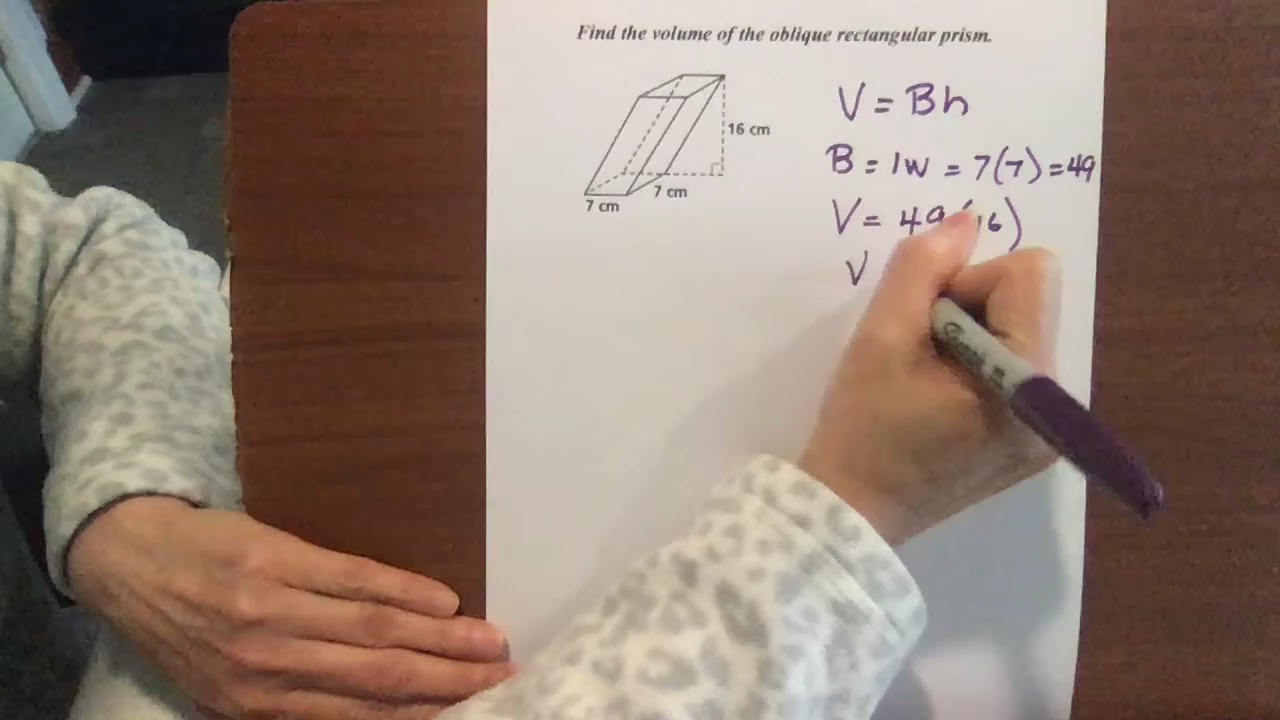 Find the volume of the oblique rectangular prism.
16 cm
7 cm
7 cm
V = Bh
B = lw = 7(7) = 49
V = 49(16)
V